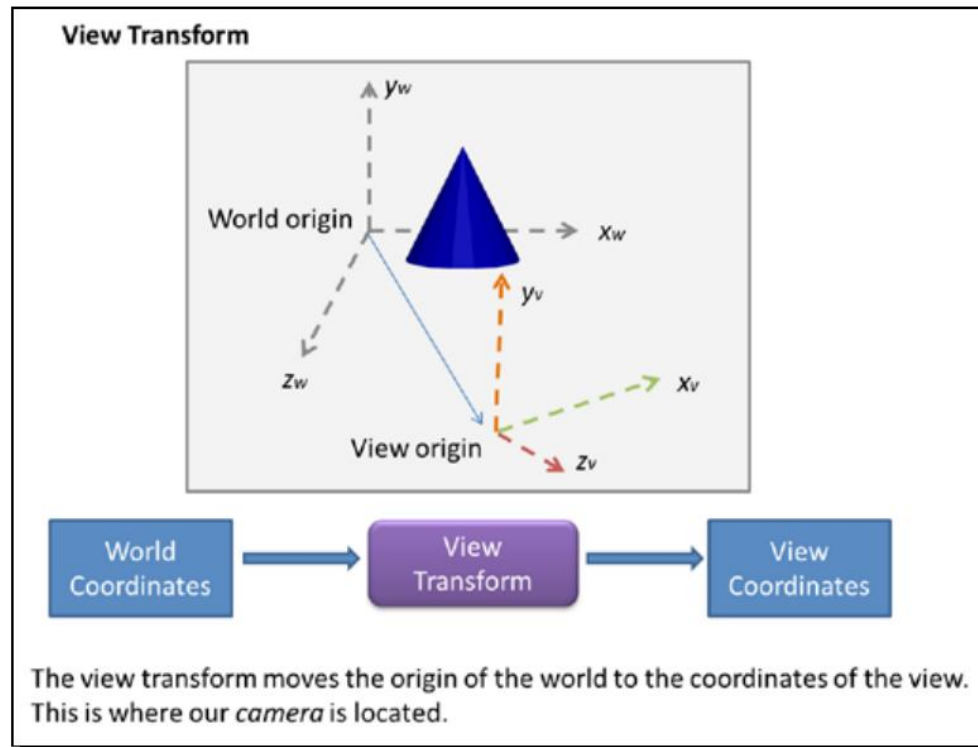 View Transform
yw
World origin
xw
yv
zw
xv
View origin
zv
World
Coordinates
View
Transform
View
Coordinates
The view transform moves the origin of the world to the coordinates of the view.
This is where our camera is located.